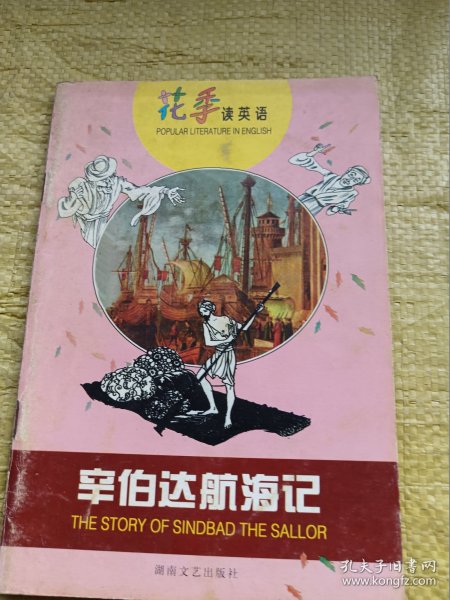 花季读英语
POPULAR LITERATURE IN ENGLISH
辛伯达航海记
THE STORY OF SINDBAD THE SALLOR
湖南文艺出版社
孔夫子旧书网
www.kongfz.com